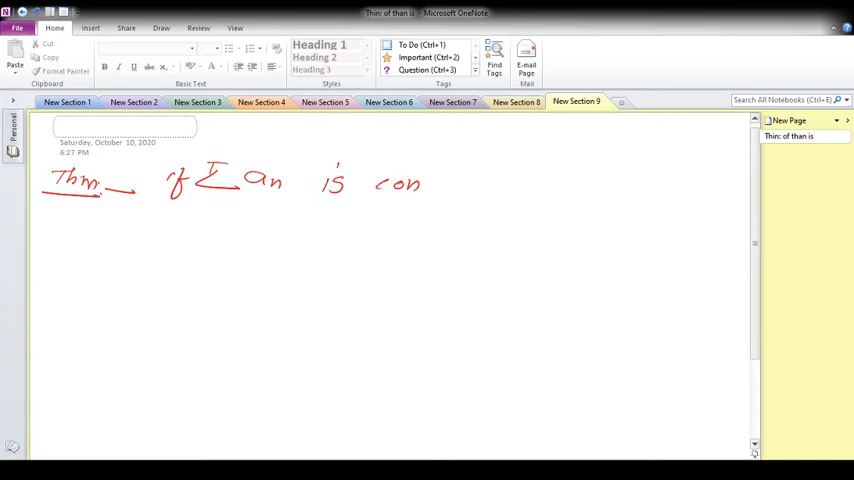 Thin: of than is - Microsoft OneNote
File Home Insert Share Draw Review View
Paste Cut Copy Format Painter Clipboard
B I U abc Basic Text
Heading 1 Heading 2 Heading 3 Styles
To Do (Ctrl+1) Important (Ctrl+2) Question (Ctrl+3) Tags
Find Tags
E-mail Page Mail
New Section 1 New Section 2 New Section 3 New Section 4 New Section 5 New Section 6 New Section 7 New Section 8 New Section 9
Search All Notebooks (Ctrl+E)
Personal
New Page
Thin: of than is
Saturday, October 10, 2020
6:27 PM
Thm: if Σ an is con